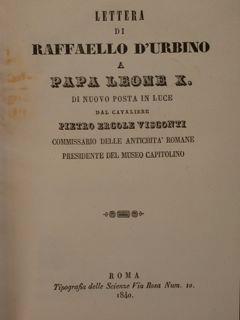 LETTERA
DI
RAFFAELLO D'URBINO
A
PAPA LEONE X.
DI NUOVO POSTA IN LUCE
DAL CAVALIERE
PIETRO ERCOLE VISCONTI
COMMISSARIO DELLE ANTICHITA' ROMANE
PRESIDENTE DEL MUSEO CAPITOLINO
ROMA
Tipografia delle Scienze Via Rosa Num. 10.
1840.